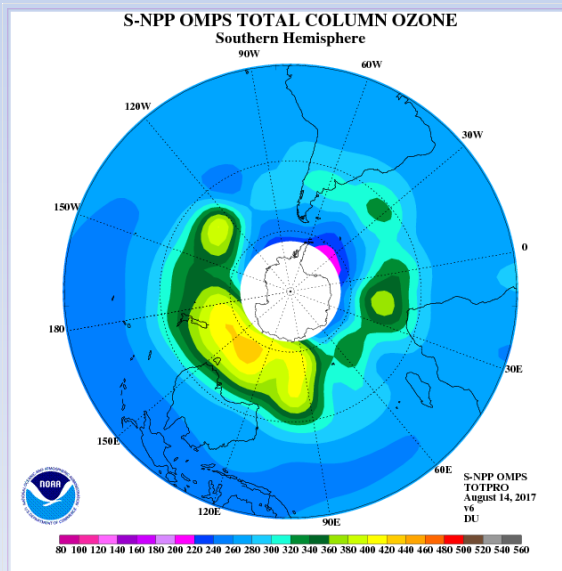 S-NPP OMPS TOTAL COLUMN OZONE
Southern Hemisphere
90W
60W
120W
30W
150W
0
180
30E
150E
60E
120E
90E
NOAA
S-NPP OMPS
TOTPRO
August 14, 2017
v6
DU
80 100 120 140 160 180 200 220 240 260 280 300 320 340 360 380 400 420 440 460 480 500 520 540 560